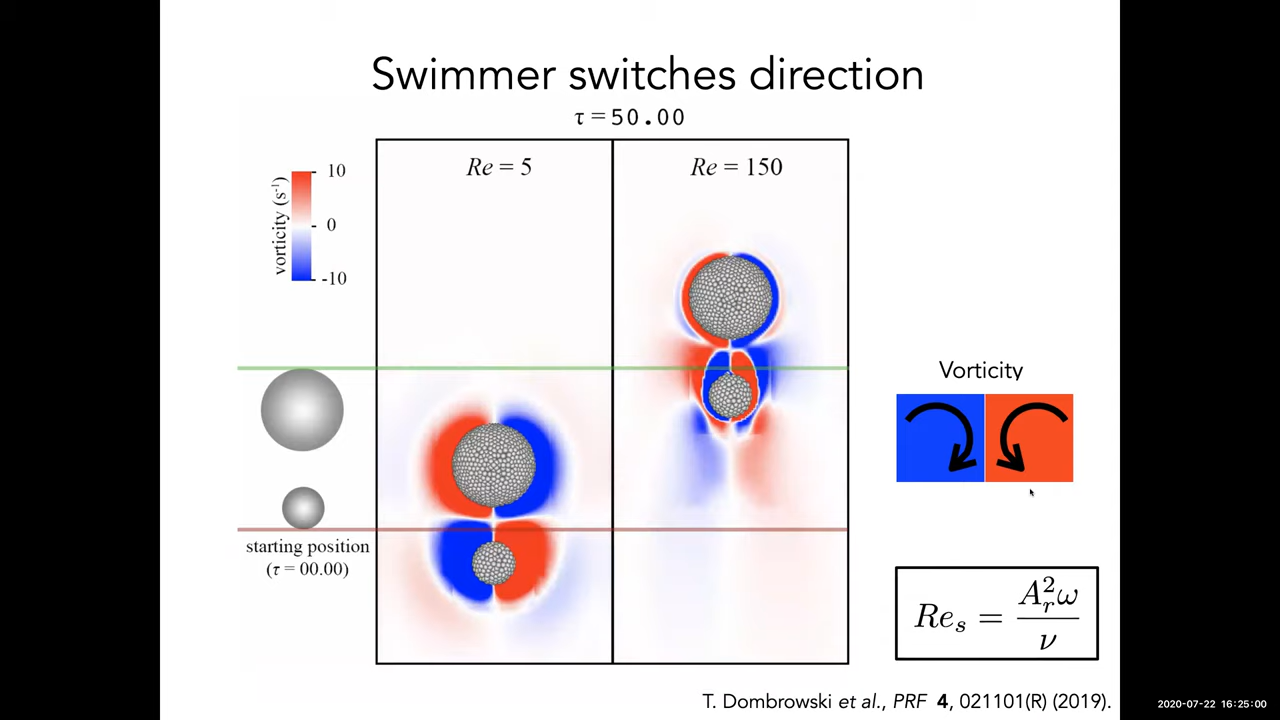 Swimmer switches direction
τ = 50.00
Re = 5
Re = 150
vorticity (s⁻¹)
10
0
-10
starting position
(τ = 00.00)
Vorticity
Re_s = A_r^2 ω / ν
T. Dombrowski et al., PRF 4, 021101(R) (2019).
2020-07-22 16:25:00